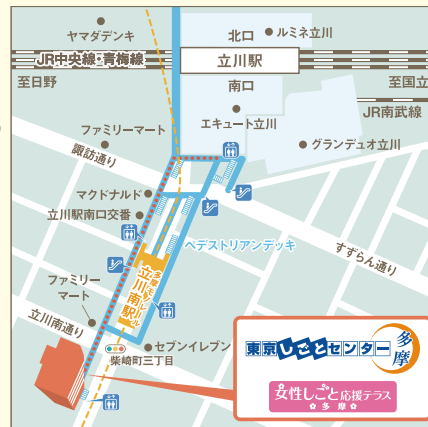 ヤマダデンキ
北口
ルミネ立川
JR中央線・青梅線
立川駅
至日野
南口
至国立
JR南武線
エキュート立川
ファミリーマート
諏訪通り
グランデュオ立川
マクドナルド
立川駅南口交番
ペデストリアンデッキ
すずらん通り
多摩モノレール
立川南駅
ファミリー
マート
立川南通り
セブンイレブン
柴崎町三丁目
東京しごとセンター多摩
女性しごと応援テラス
多摩